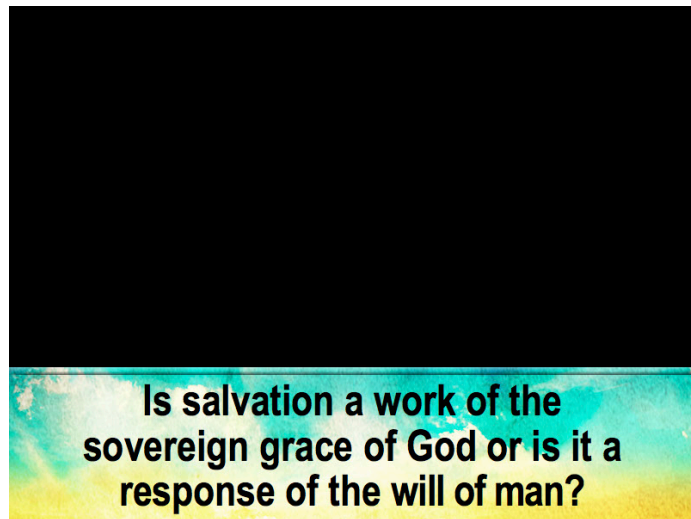 Is salvation a work of the
sovereign grace of God or is it a
response of the will of man?